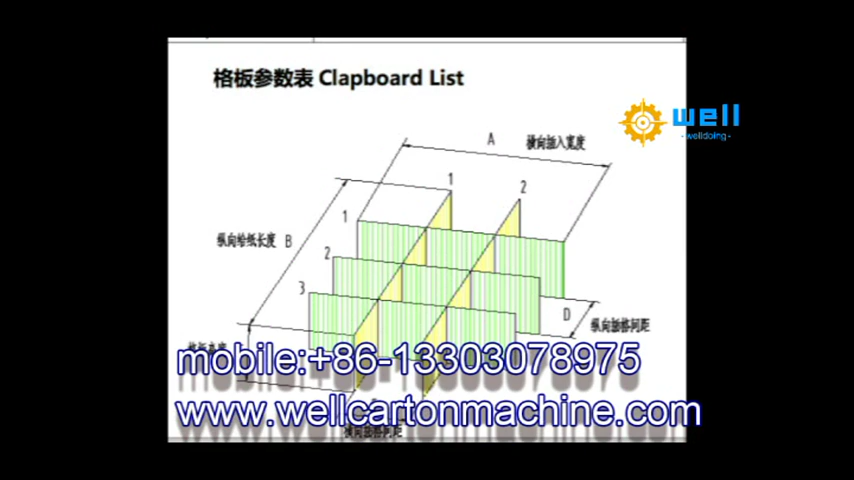 格板参数表 Clapboard List
well
- welldoing -
A 横向插入宽度
1 2
1
纵向给纸长度 B
2
3
D
纵向插格间距
mobile:+86-13303078975
www.wellcartonmachine.com
横向插格间距